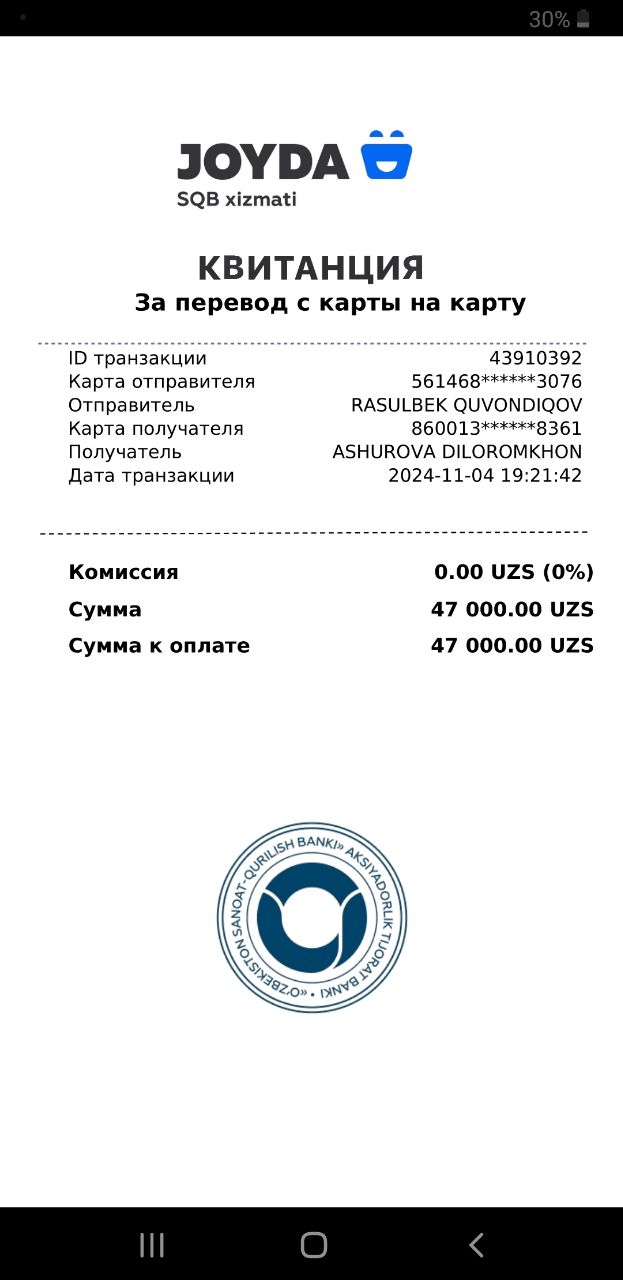 30%
JOYDA
SQB xizmati
КВИТАНЦИЯ
За перевод с карты на карту
ID транзакции 43910392
Карта отправителя 561468******3076
Отправитель RASULBEK QUVONDIQOV
Карта получателя 860013******8361
Получатель ASHUROVA DILOROMKHON
Дата транзакции 2024-11-04 19:21:42
Комиссия 0.00 UZS (0%)
Сумма 47 000.00 UZS
Сумма к оплате 47 000.00 UZS
«O'ZBEKISTON SANOAT-QURILISH BANKI» AKSIYADORLIK TIJORAT BANKI •